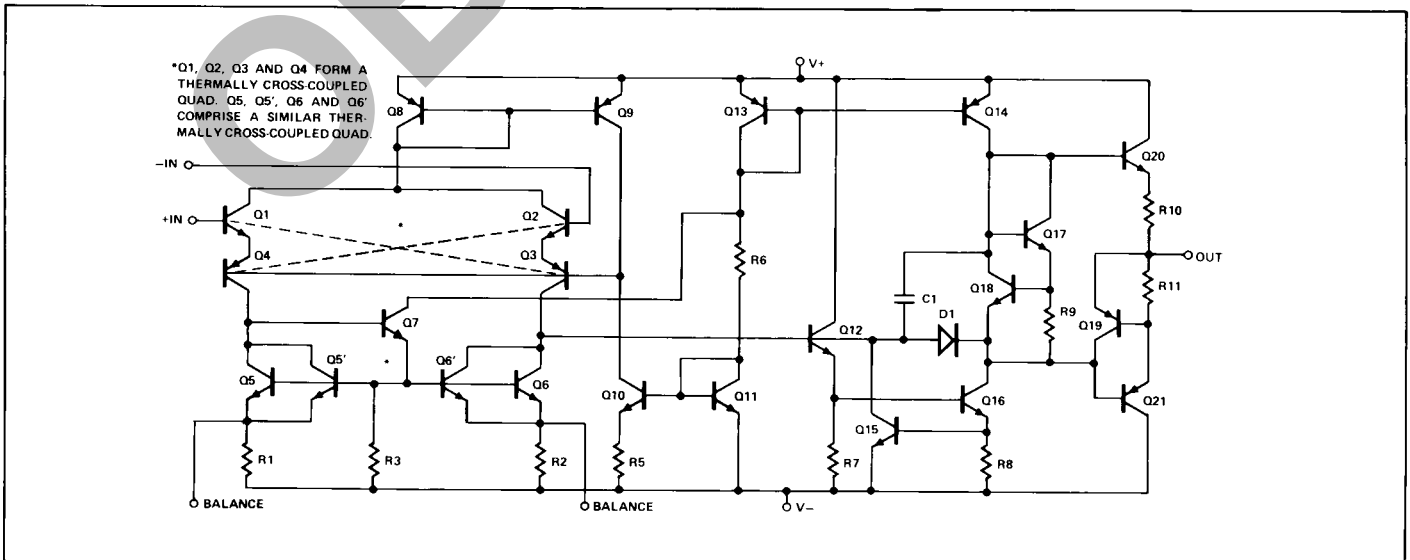 *Q1, Q2, Q3 AND Q4 FORM A
THERMALLY CROSS-COUPLED
QUAD. Q5, Q5', Q6 AND Q6'
COMPRISE A SIMILAR THER-
MALLY CROSS-COUPLED QUAD.
V+
Q8
Q9
Q13
Q14
Q20
-IN
+IN
Q1
Q2
*
R10
Q17
Q4
Q3
R6
OUT
C1
Q18
R11
R9
D1
Q7
Q12
Q19
*
Q5
Q5'
Q6'
Q6
Q10
Q11
Q16
Q21
Q15
R1
R3
R2
R5
R7
R8
BALANCE
BALANCE
V-